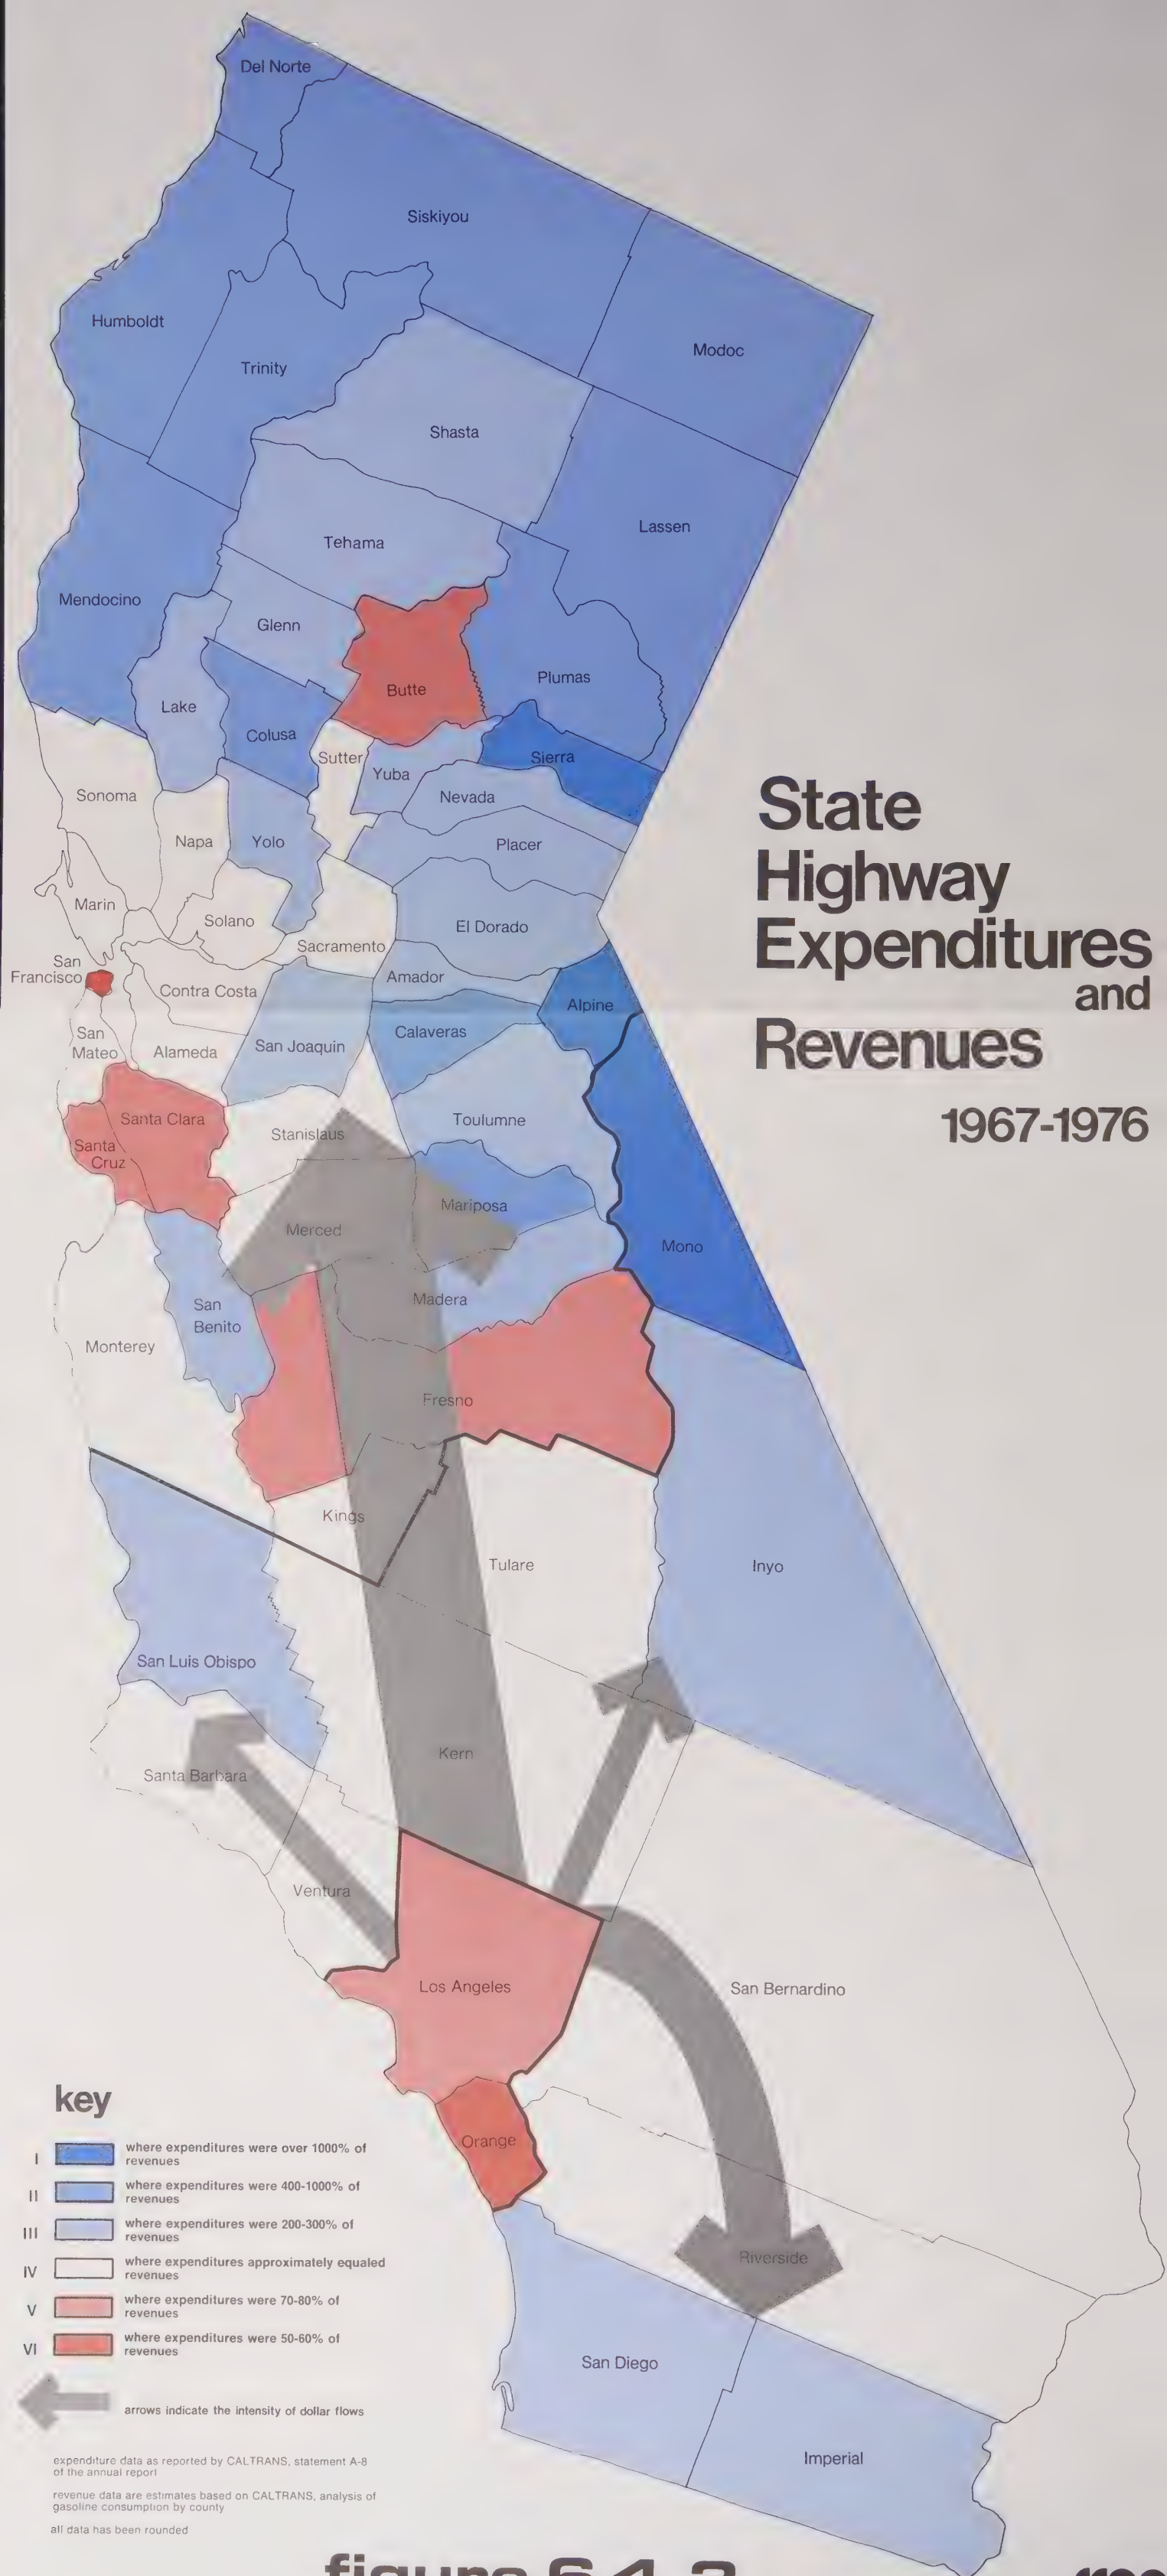 Del Norte
Siskiyou
Humboldt
Modoc
Trinity
Shasta
Lassen
Tehama
Mendocino
Glenn
Plumas
Butte
Lake
Colusa
Sierra
Sutter
Yuba
Sonoma
Nevada
Napa
Yolo
Placer
Marin
Solano
El Dorado
Sacramento
San
Francisco
Amador
Contra Costa
Alpine
San
Mateo
Alameda
San Joaquin
Calaveras
Santa Clara
Stanislaus
Toulumne
Santa
Cruz
Merced
Mariposa
Mono
San
Benito
Madera
Monterey
Fresno
Kings
Tulare
Inyo
San Luis Obispo
Kern
Santa Barbara
Ventura
Los Angeles
San Bernardino
Orange
Riverside
San Diego
Imperial
State
Highway
Expenditures
and
Revenues
1967-1976
key
I where expenditures were over 1000% of
revenues
II where expenditures were 400-1000% of
revenues
III where expenditures were 200-300% of
revenues
IV where expenditures approximately equaled
revenues
V where expenditures were 70-80% of
revenues
VI where expenditures were 50-60% of
revenues
arrows indicate the intensity of dollar flows
expenditure data as reported by CALTRANS, statement A-8
of the annual report
revenue data are estimates based on CALTRANS, analysis of
gasoline consumption by county
all data has been rounded
figure